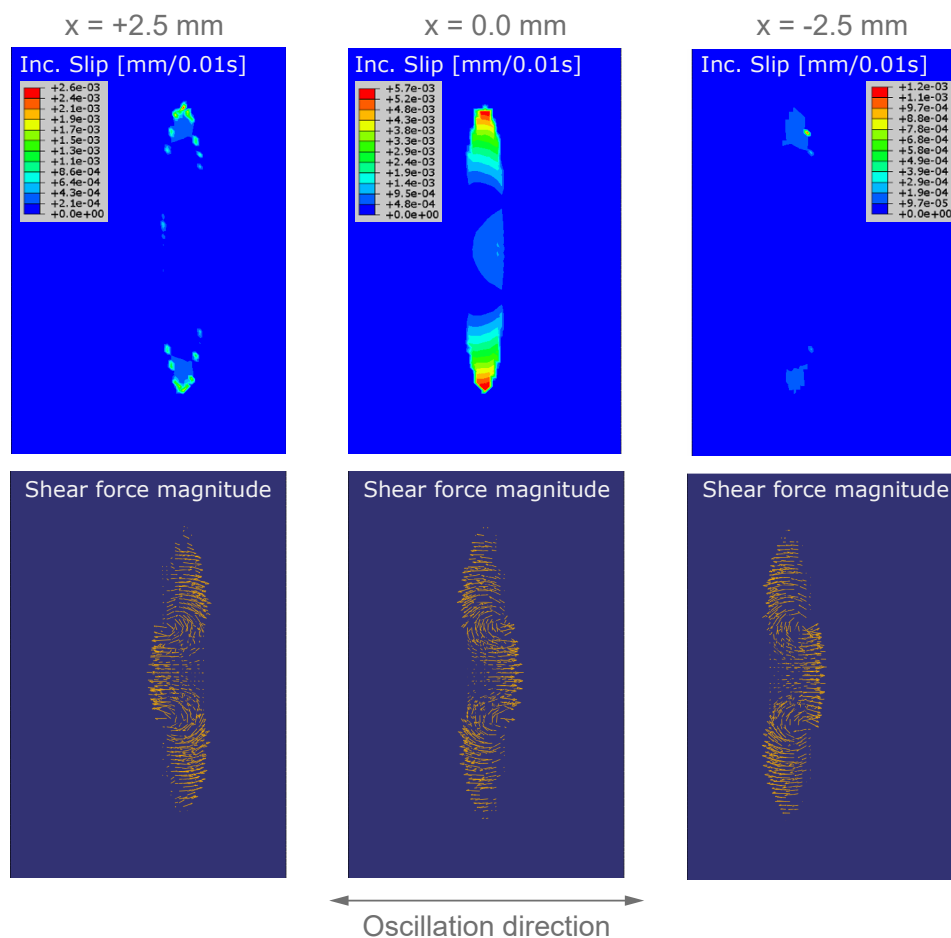 x = +2.5 mm
x = 0.0 mm
x = -2.5 mm
Inc. Slip [mm/0.01s]
+2.6e-03
+2.4e-03
+2.1e-03
+1.9e-03
+1.7e-03
+1.5e-03
+1.3e-03
+1.1e-03
+8.6e-04
+6.4e-04
+4.3e-04
+2.1e-04
+0.0e+00
Inc. Slip [mm/0.01s]
+5.7e-03
+5.2e-03
+4.8e-03
+4.3e-03
+3.8e-03
+3.3e-03
+2.9e-03
+2.4e-03
+1.9e-03
+1.4e-03
+9.5e-04
+4.8e-04
+0.0e+00
Inc. Slip [mm/0.01s]
+1.2e-03
+1.1e-03
+9.7e-04
+8.8e-04
+7.8e-04
+6.8e-04
+5.8e-04
+4.9e-04
+3.9e-04
+2.9e-04
+1.9e-04
+9.7e-05
+0.0e+00
Shear force magnitude
Shear force magnitude
Shear force magnitude
Oscillation direction